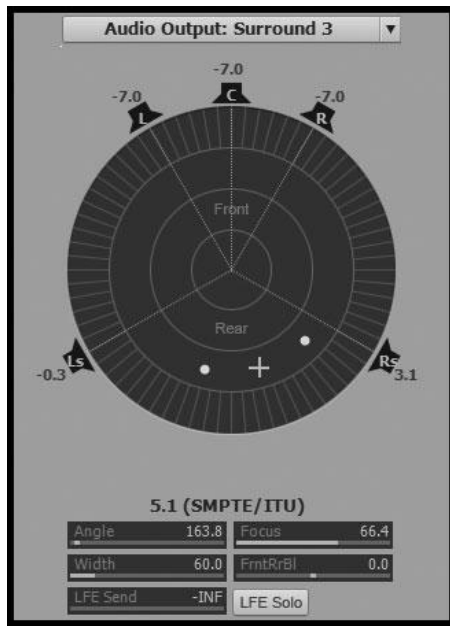 Audio Output: Surround 3
-7.0
-7.0 C -7.0
L R
Front
Rear
Ls Rs
-0.3 3.1
5.1 (SMPTE/ITU)
Angle 163.8 Focus 66.4
Width 60.0 FrntRrBl 0.0
LFE Send -INF LFE Solo